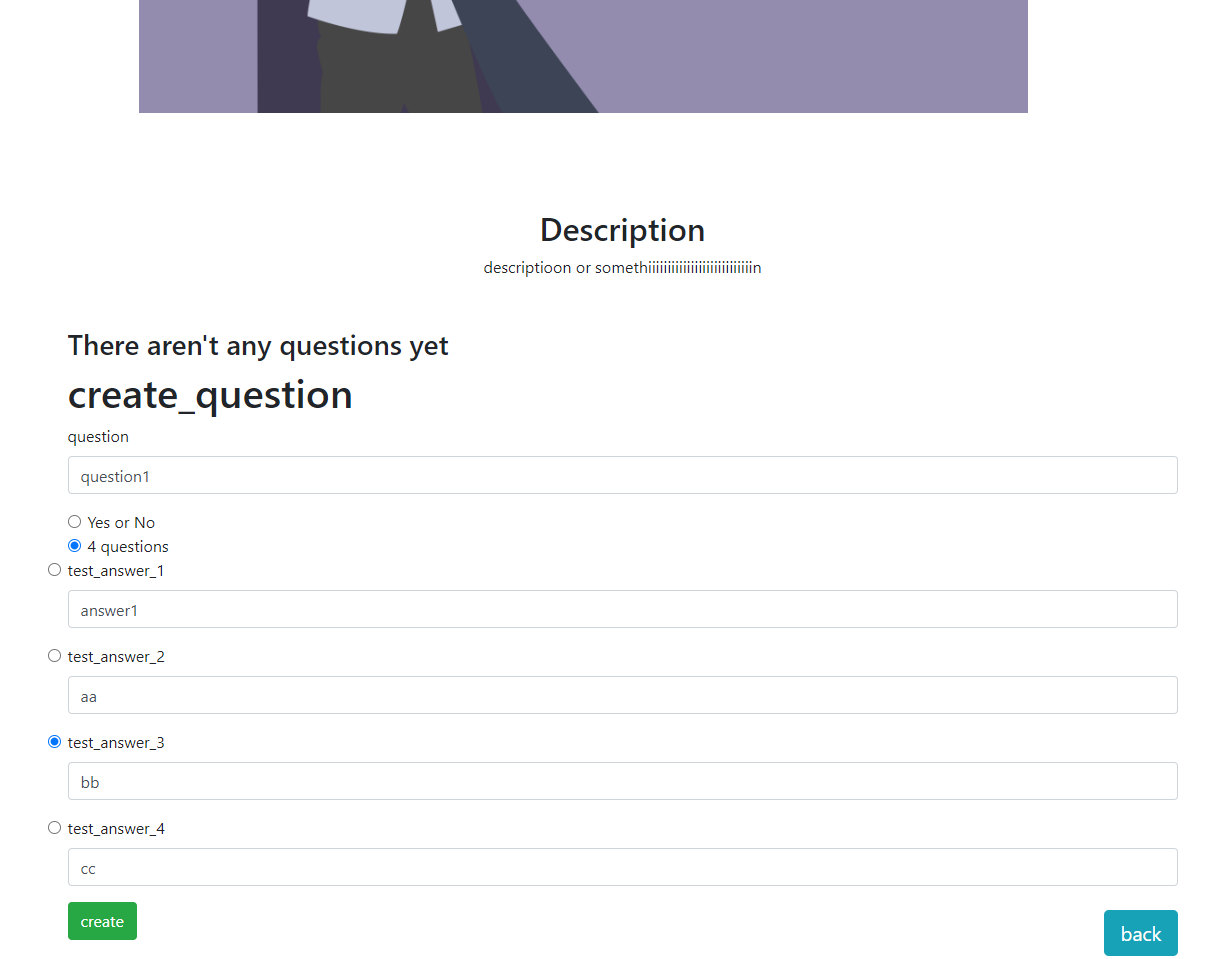 Description
descriptioon or somethiiiiiiiiiiiiiiiiiiiiiiiiiiin
There aren't any questions yet
create_question
question
question1
Yes or No
4 questions
test_answer_1
answer1
test_answer_2
aa
test_answer_3
bb
test_answer_4
cc
create
back